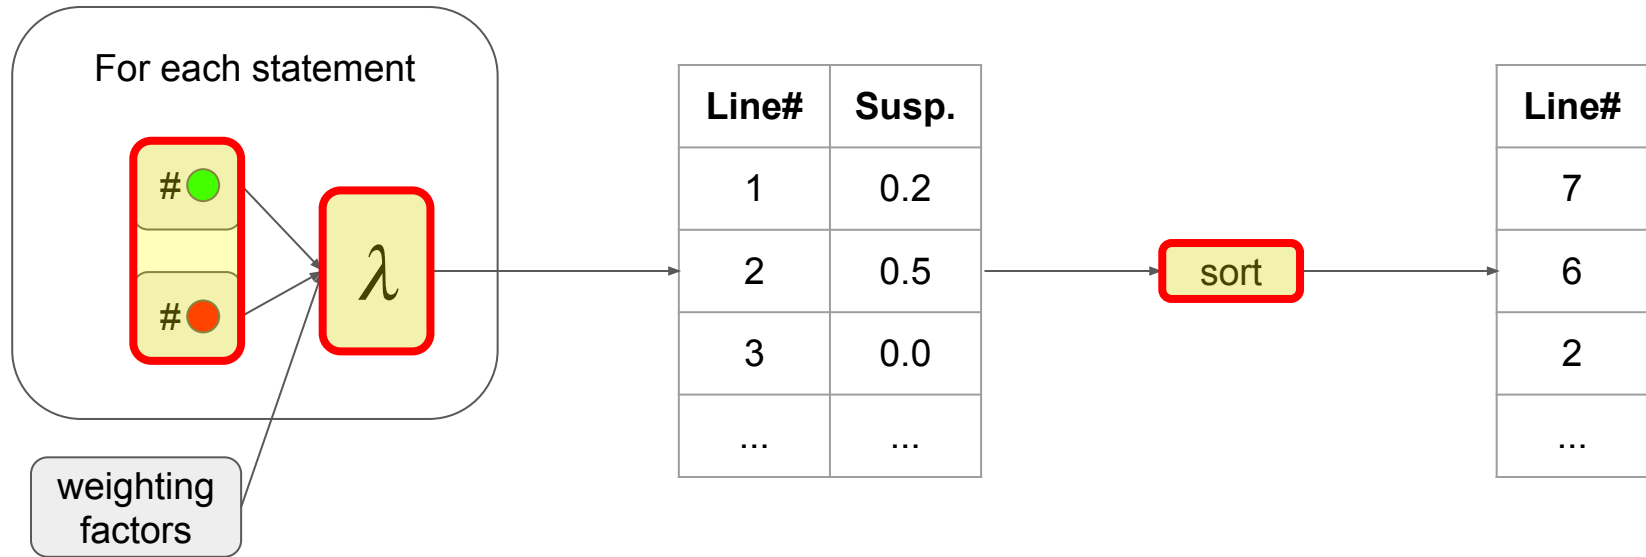 For each statement
#
#
λ
weighting
factors
Line# Susp.
1 0.2
2 0.5
3 0.0
... ...
sort
Line#
7
6
2
...